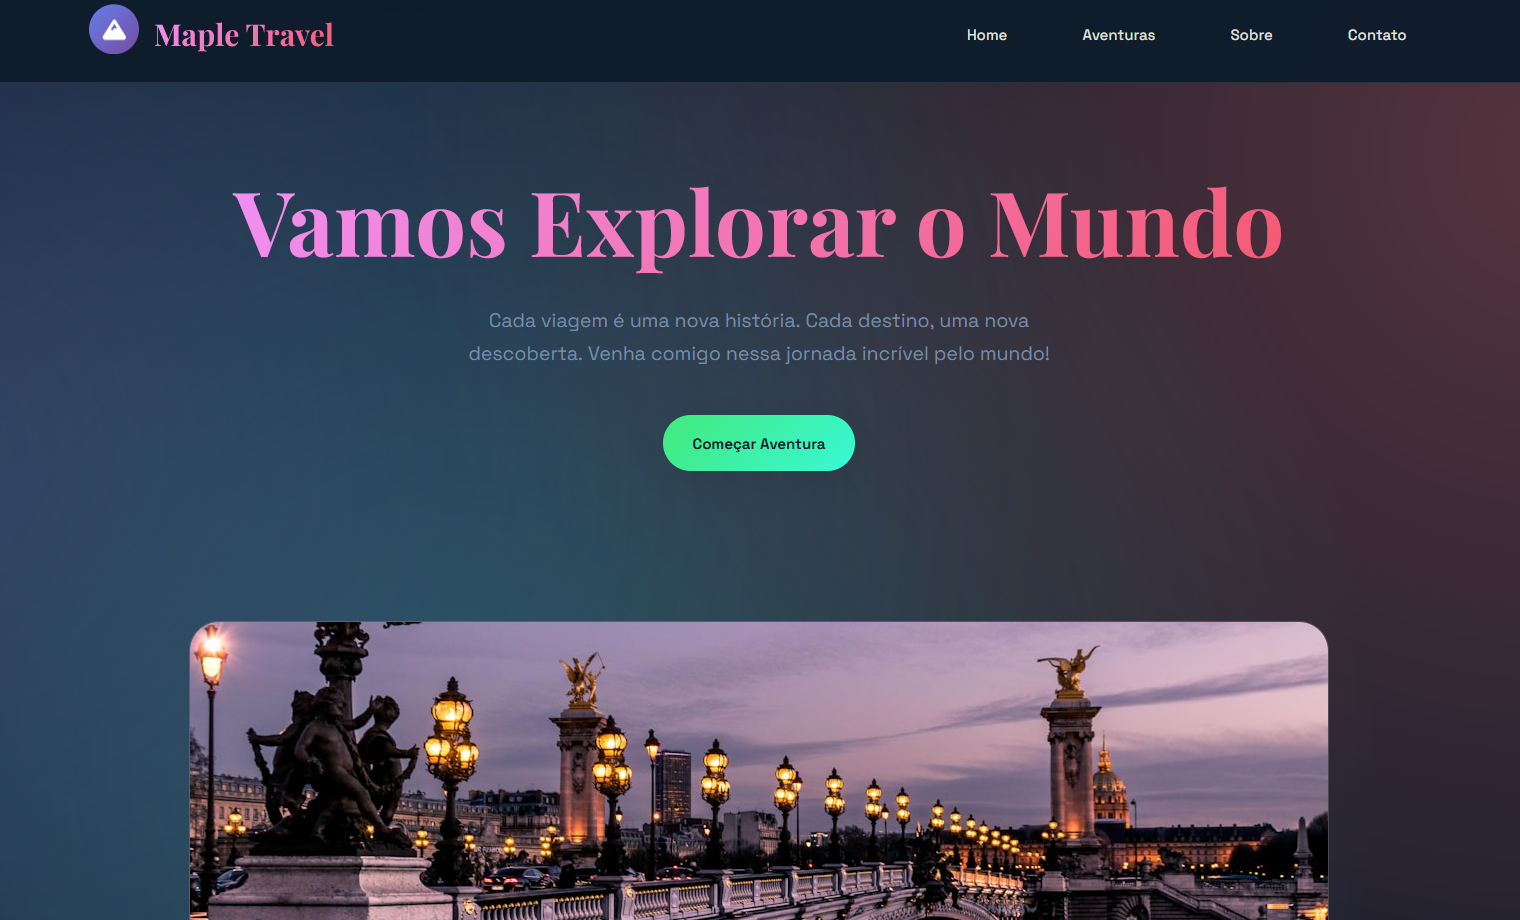 Maple Travel
Home
Aventuras
Sobre
Contato
Vamos Explorar o Mundo
Cada viagem é uma nova história. Cada destino, uma nova
descoberta. Venha comigo nessa jornada incrível pelo mundo!
Começar Aventura